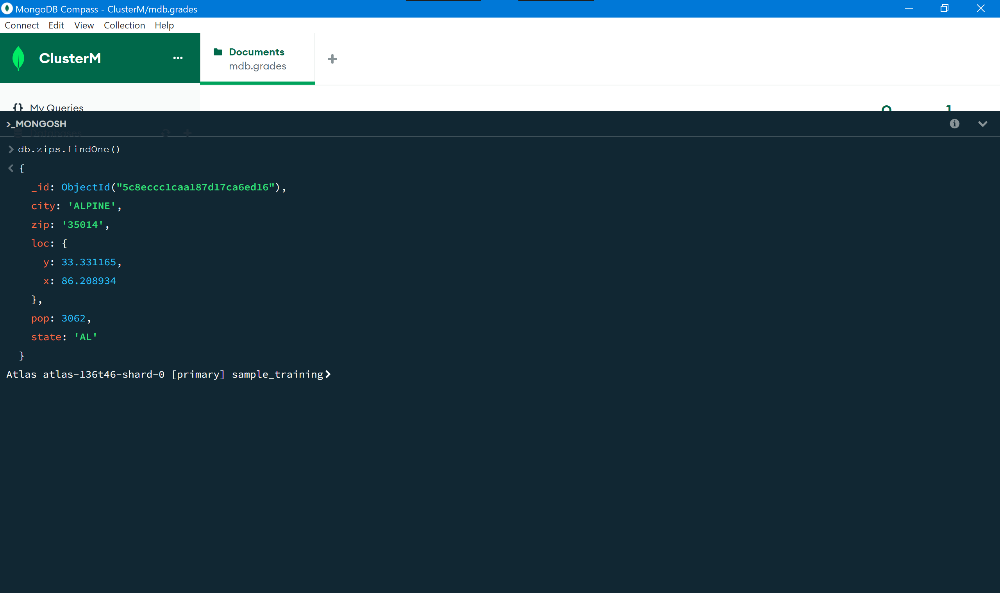 MongoDB Compass - ClusterM/mdb.grades
Connect Edit View Collection Help
ClusterM
Documents
mdb.grades
My Queries
>_MONGOSH
Databases
db.zips.findOne()
{
_id: ObjectId("5c8eccc1caa187d17ca6ed16"),
city: 'ALPINE',
zip: '35014',
loc: {
y: 33.331165,
x: 86.208934
},
pop: 3062,
state: 'AL'
}
Atlas atlas-136t46-shard-0 [primary] sample_training>